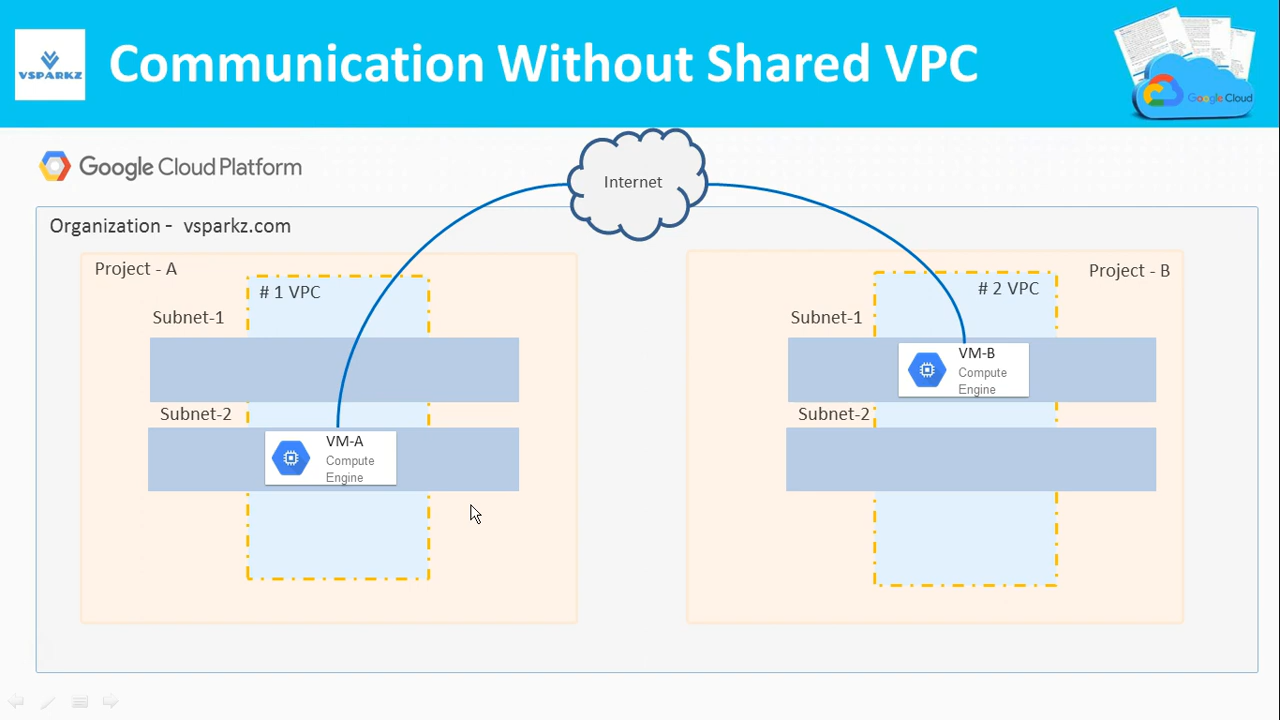 VSPARKZ
Communication Without Shared VPC
Google Cloud
Google Cloud Platform
Internet
Organization - vsparkz.com
Project - A
# 1 VPC
Subnet-1
Subnet-2
VM-A
Compute
Engine
Project - B
# 2 VPC
Subnet-1
VM-B
Compute
Engine
Subnet-2